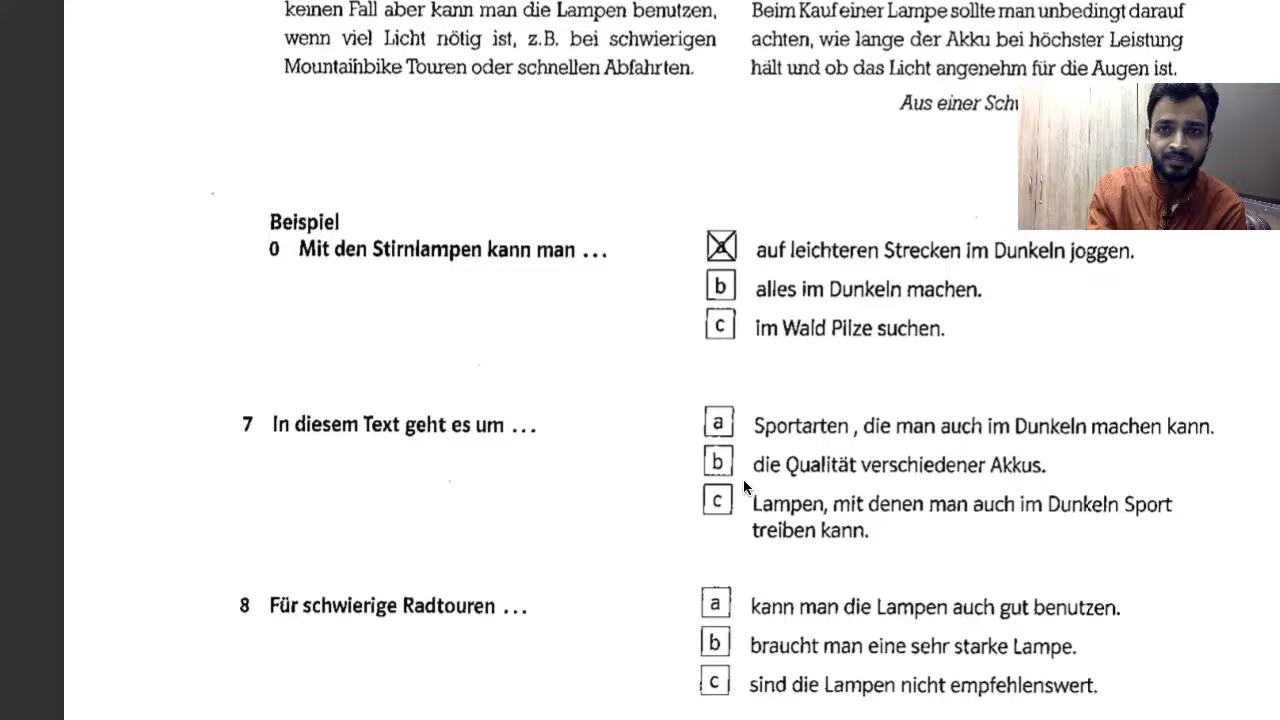 keinen Fall aber kann man die Lampen benutzen,
wenn viel Licht nötig ist, z.B. bei schwierigen
Mountainbike Touren oder schnellen Abfahrten.
Beim Kauf einer Lampe sollte man unbedingt darauf
achten, wie lange der Akku bei höchster Leistung
hält und ob das Licht angenehm für die Augen ist.
Aus einer
Beispiel
0 Mit den Stirnlampen kann man ...
a auf leichteren Strecken im Dunkeln joggen.
b alles im Dunkeln machen.
c im Wald Pilze suchen.
7 In diesem Text geht es um ...
a Sportarten , die man auch im Dunkeln machen kann.
b die Qualität verschiedener Akkus.
c Lampen, mit denen man auch im Dunkeln Sport
treiben kann.
8 Für schwierige Radtouren ...
a kann man die Lampen auch gut benutzen.
b braucht man eine sehr starke Lampe.
c sind die Lampen nicht empfehlenswert.